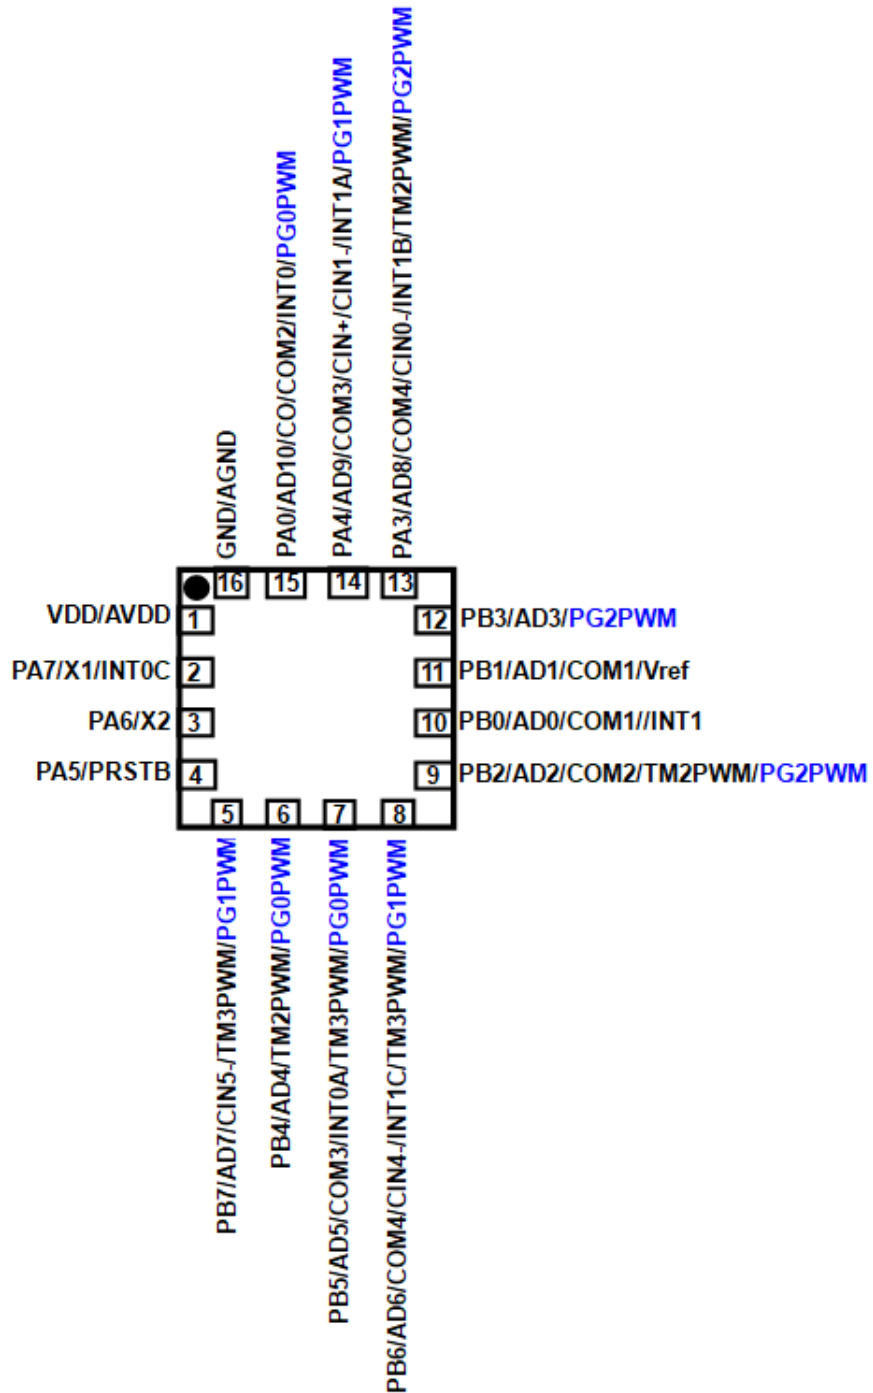 PA3/AD8/COM4/CIN0-/INT1B/TM2PWM/PG2PWM
PA4/AD9/COM3/CIN+/CIN1-/INT1A/PG1PWM
PA0/AD10/CO/COM2/INT0/PG0PWM
GND/AGND
16 15 14 13
VDD/AVDD 1
12 PB3/AD3/PG2PWM
PA7/X1/INT0C 2
11 PB1/AD1/COM1/Vref
PA6/X2 3
10 PB0/AD0/COM1//INT1
PA5/PRSTB 4
9 PB2/AD2/COM2/TM2PWM/PG2PWM
5 6 7 8
PB7/AD7/CIN5-/TM3PWM/PG1PWM
PB4/AD4/TM2PWM/PG0PWM
PB5/AD5/COM3/INT0A/TM3PWM/PG0PWM
PB6/AD6/COM4/CIN4-/INT1C/TM3PWM/PG1PWM